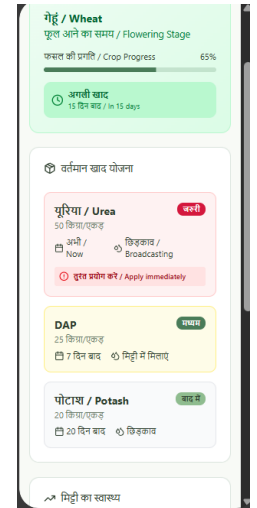 गेहूं / Wheat
फूल आने का समय / Flowering Stage
फसल की प्रगति / Crop Progress 65%
अगली खाद
15 दिन बाद / In 15 days
वर्तमान खाद योजना
यूरिया / Urea जरूरी
50 किग्रा/एकड़
अभी / छिड़काव /
Now Broadcasting
तुरंत प्रयोग करें / Apply immediately
DAP मध्यम
25 किग्रा/एकड़
7 दिन बाद मिट्टी में मिलाएं
पोटाश / Potash बाद में
20 किग्रा/एकड़
20 दिन बाद छिड़काव
मिट्टी का स्वास्थ्य